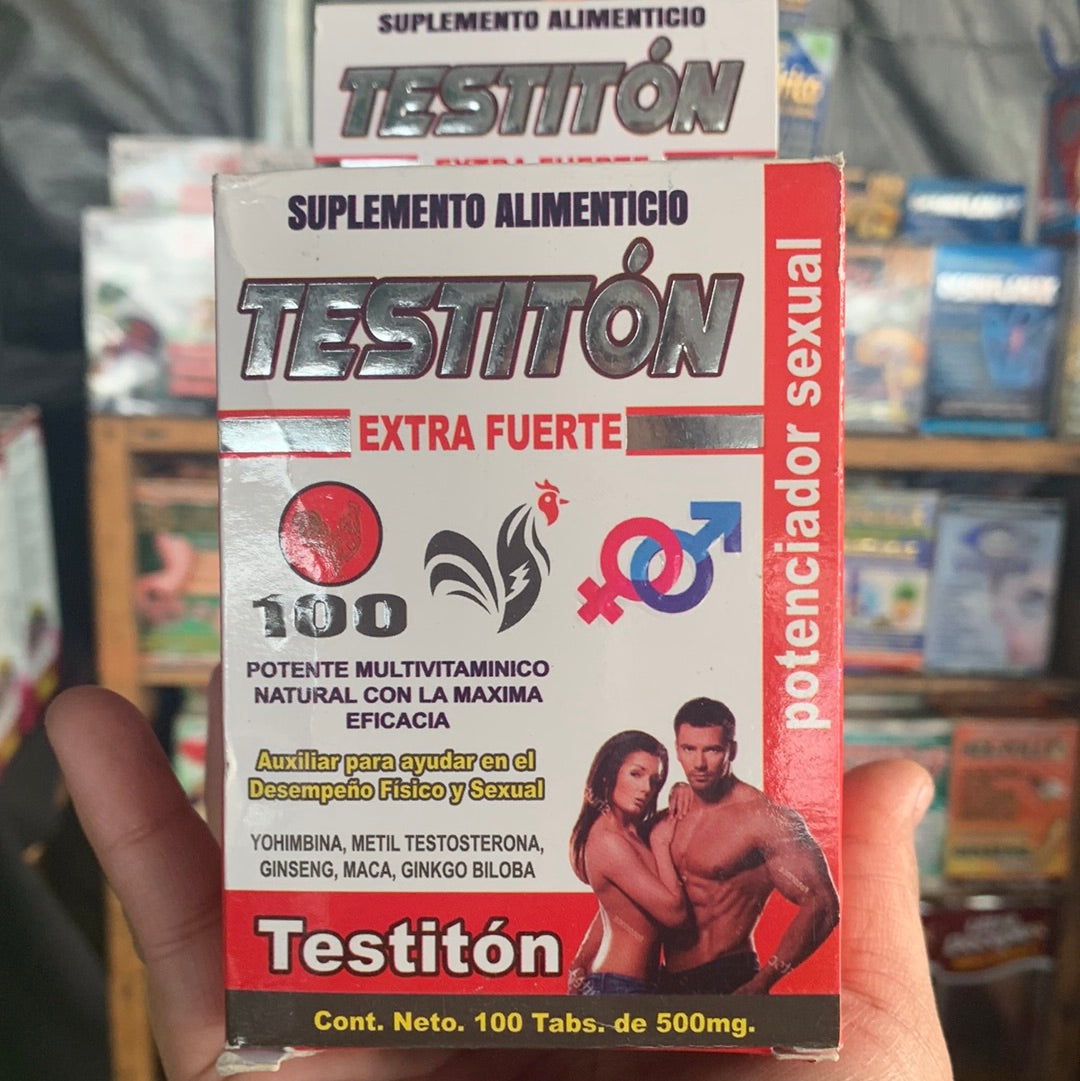 SUPLEMENTO ALIMENTICIO
TESTITÓN
EXTRA FUERTE
SUPLEMENTO ALIMENTICIO
TESTITÓN
EXTRA FUERTE
potenciador sexual
100
POTENTE MULTIVITAMINICO
NATURAL CON LA MAXIMA
EFICACIA
Auxiliar para ayudar en el
Desempeño Físico y Sexual
YOHIMBINA, METIL TESTOSTERONA,
GINSENG, MACA, GINKGO BILOBA
Testitón
Cont. Neto. 100 Tabs. de 500mg.